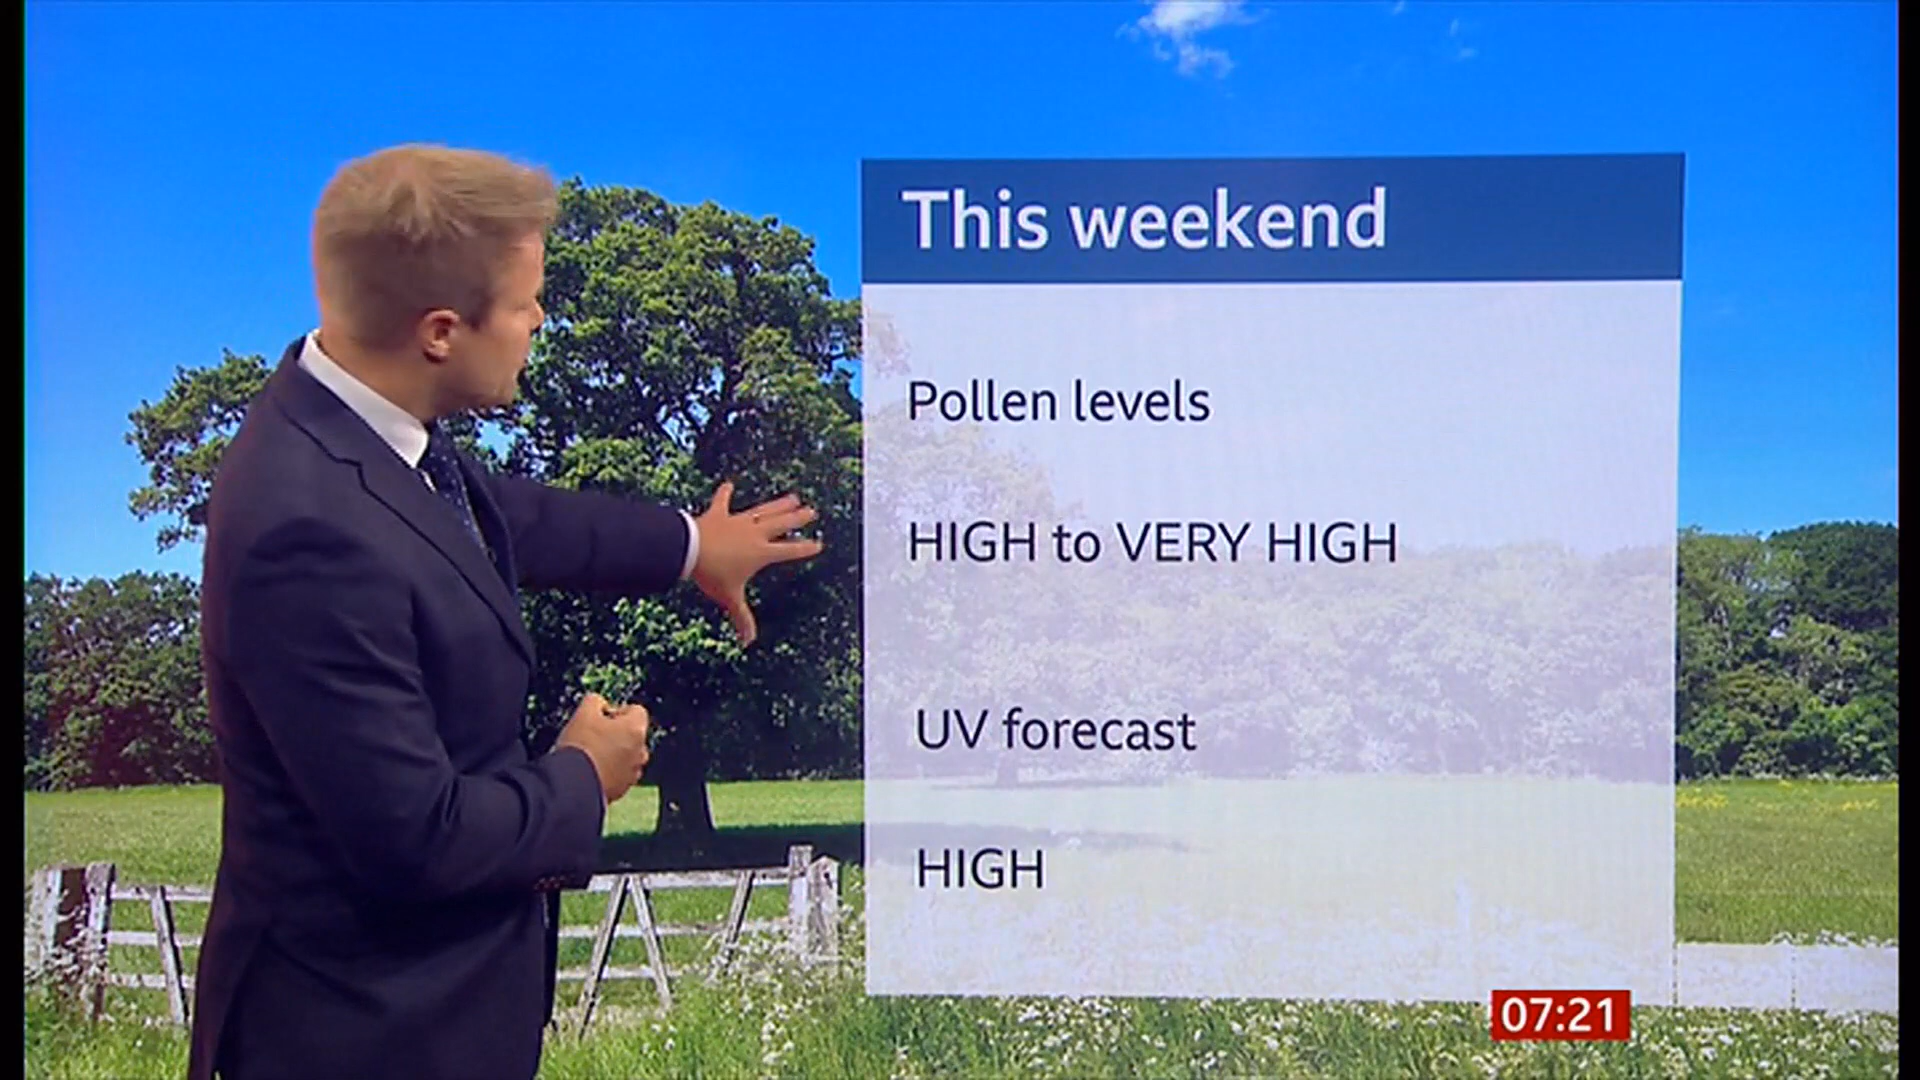 This weekend
Pollen levels
HIGH to VERY HIGH
UV forecast
HIGH
07:21